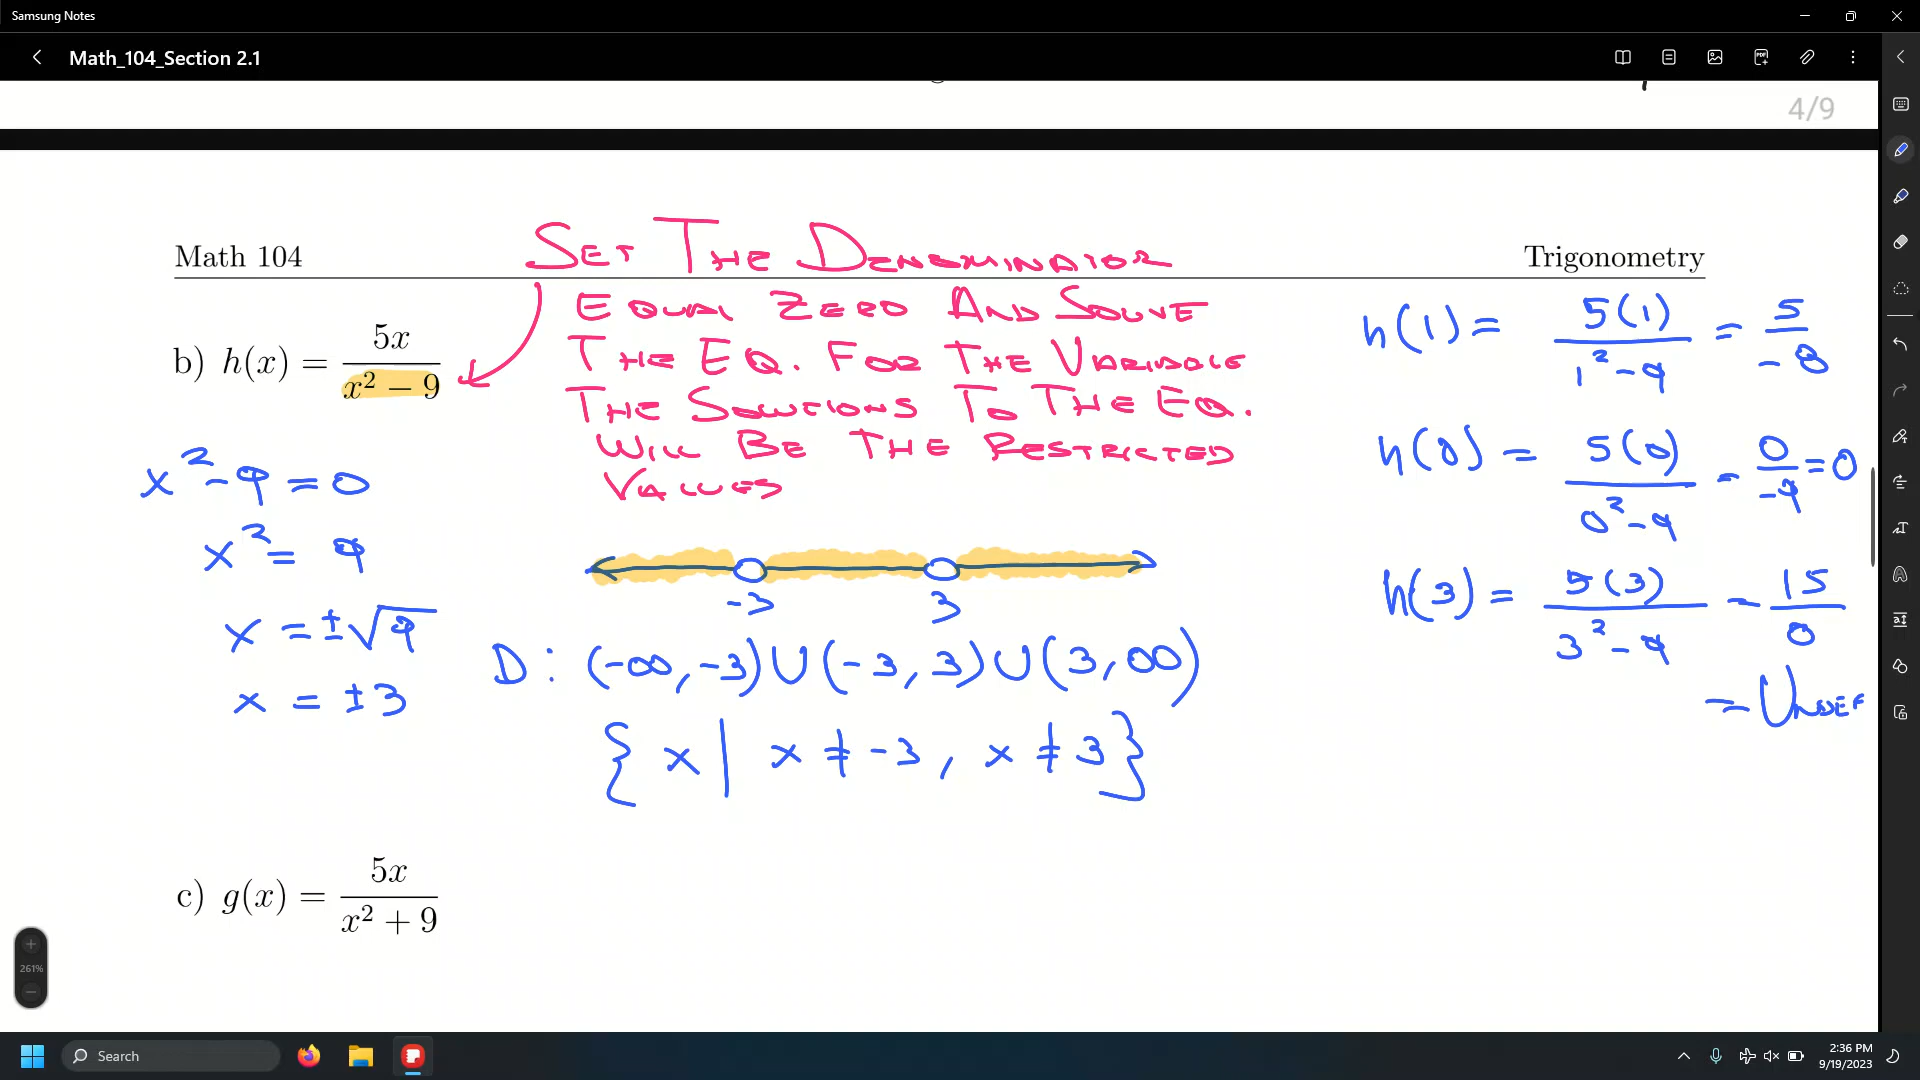 Samsung Notes
Math_104_Section 2.1
4/9
Math 104
Trigonometry
SET THE DENOMINATOR
EQUAL ZERO AND SOLVE
THE EQ. FOR THE VARIABLE
THE SOLUTIONS TO THE EQ.
WILL BE THE RESTRICTED
VALUES
b) h(x) = 5x / (x² − 9)
x² - 9 = 0
x² = 9
x = ±√9
x = ±3
-3 3
D: (-∞, -3) ∪ (-3, 3) ∪ (3, ∞)
{ x | x ≠ -3, x ≠ 3 }
h(1) = 5(1) / (1² - 9) = 5 / -8
h(0) = 5(0) / (0² - 9) = 0 / -9 = 0
h(3) = 5(3) / (3² - 9) = 15 / 0
= UNDEF
c) g(x) = 5x / (x² + 9)
261%
Search
2:36 PM
9/19/2023